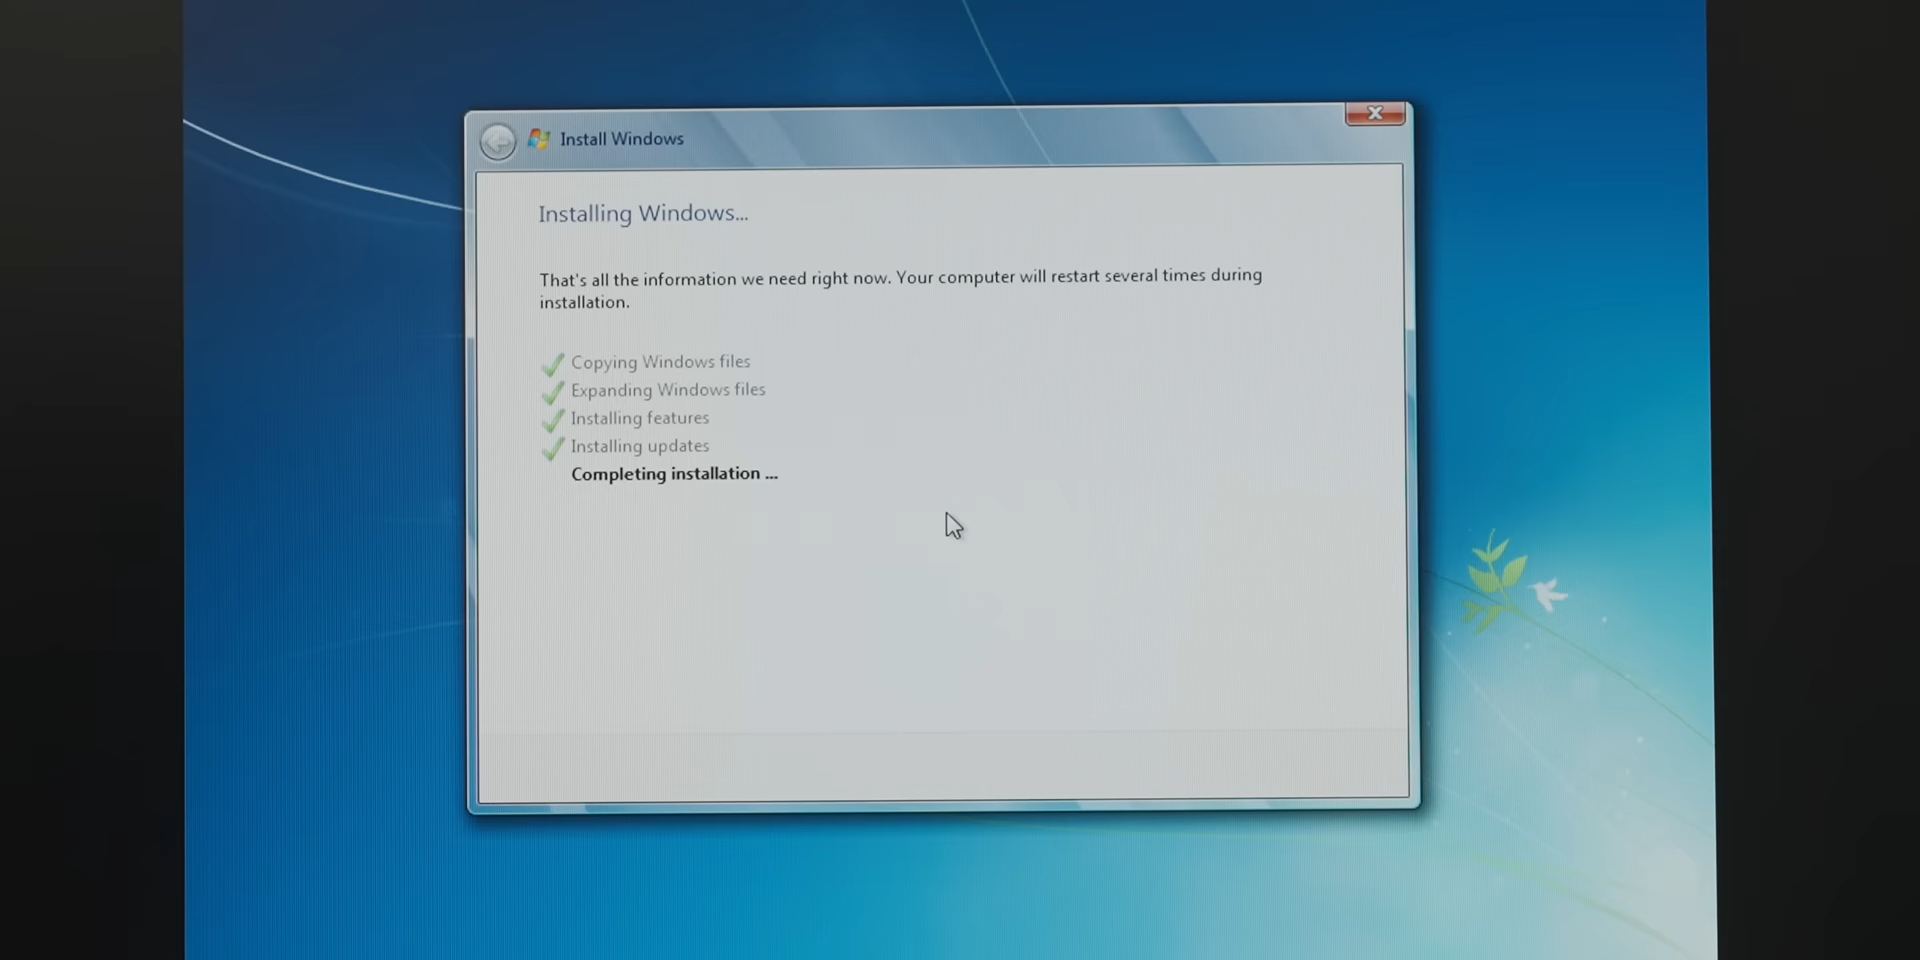 Install Windows
Installing Windows...
That's all the information we need right now. Your computer will restart several times during
installation.
Copying Windows files
Expanding Windows files
Installing features
Installing updates
Completing installation ...